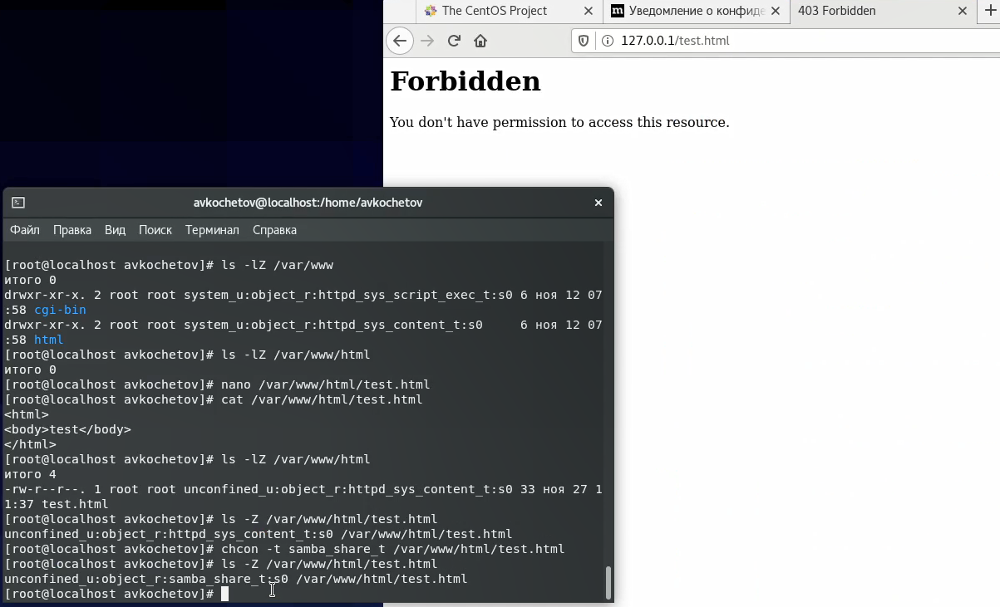 The CentOS Project
Уведомление о конфиде
403 Forbidden
127.0.0.1/test.html
Forbidden
You don't have permission to access this resource.
avkochetov@localhost:/home/avkochetov
Файл Правка Вид Поиск Терминал Справка
[root@localhost avkochetov]# ls -lZ /var/www
итого 0
drwxr-xr-x. 2 root root system_u:object_r:httpd_sys_script_exec_t:s0 6 ноя 12 07
:58 cgi-bin
drwxr-xr-x. 2 root root system_u:object_r:httpd_sys_content_t:s0     6 ноя 12 07
:58 html
[root@localhost avkochetov]# ls -lZ /var/www/html
итого 0
[root@localhost avkochetov]# nano /var/www/html/test.html
[root@localhost avkochetov]# cat /var/www/html/test.html
<html>
<body>test</body>
</html>
[root@localhost avkochetov]# ls -lZ /var/www/html
итого 4
-rw-r--r--. 1 root root unconfined_u:object_r:httpd_sys_content_t:s0 33 ноя 27 1
1:37 test.html
[root@localhost avkochetov]# ls -Z /var/www/html/test.html
unconfined_u:object_r:httpd_sys_content_t:s0 /var/www/html/test.html
[root@localhost avkochetov]# chcon -t samba_share_t /var/www/html/test.html
[root@localhost avkochetov]# ls -Z /var/www/html/test.html
unconfined_u:object_r:samba_share_t:s0 /var/www/html/test.html
[root@localhost avkochetov]#